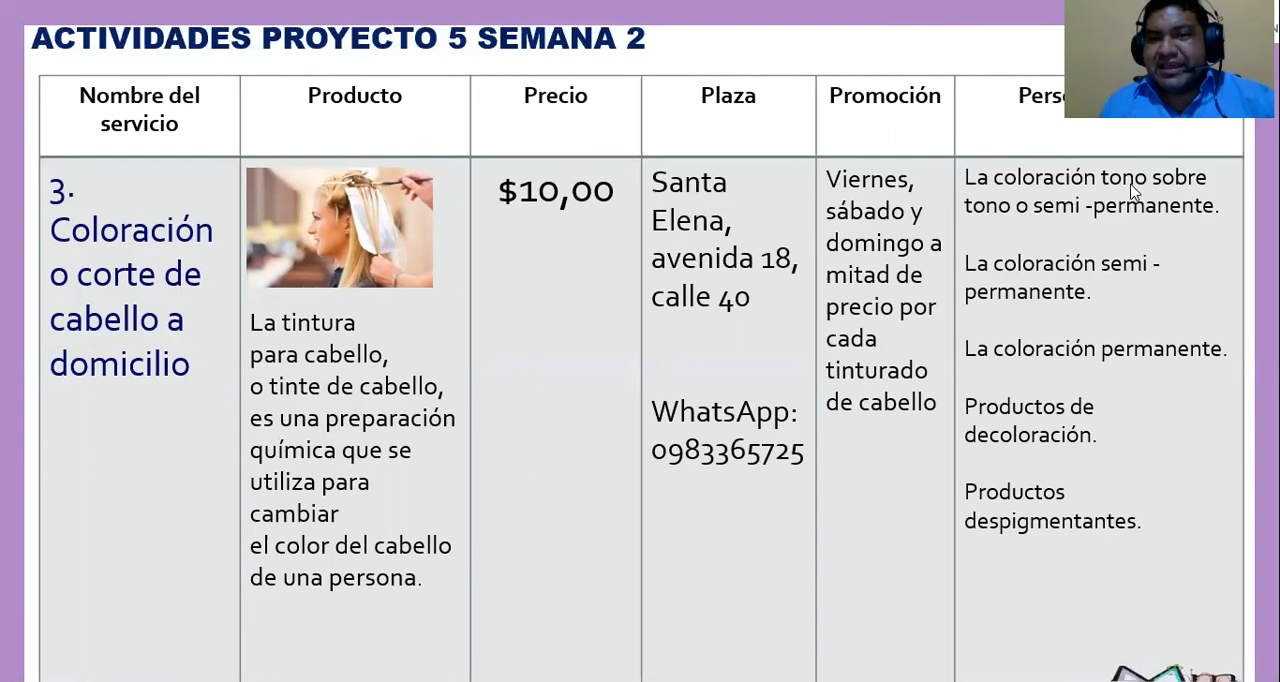 ACTIVIDADES PROYECTO 5 SEMANA 2
Nombre del
servicio
Producto
Precio
Plaza
Promoción
3.
Coloración
o corte de
cabello a
domicilio
La tintura
para cabello,
o tinte de cabello,
es una preparación
química que se
utiliza para
cambiar
el color del cabello
de una persona.
$10,00
Santa
Elena,
avenida 18,
calle 40
WhatsApp:
0983365725
Viernes,
sábado y
domingo a
mitad de
precio por
cada
tinturado
de cabello
La coloración tono sobre
tono o semi -permanente.
La coloración semi -
permanente.
La coloración permanente.
Productos de
decoloración.
Productos
despigmentantes.